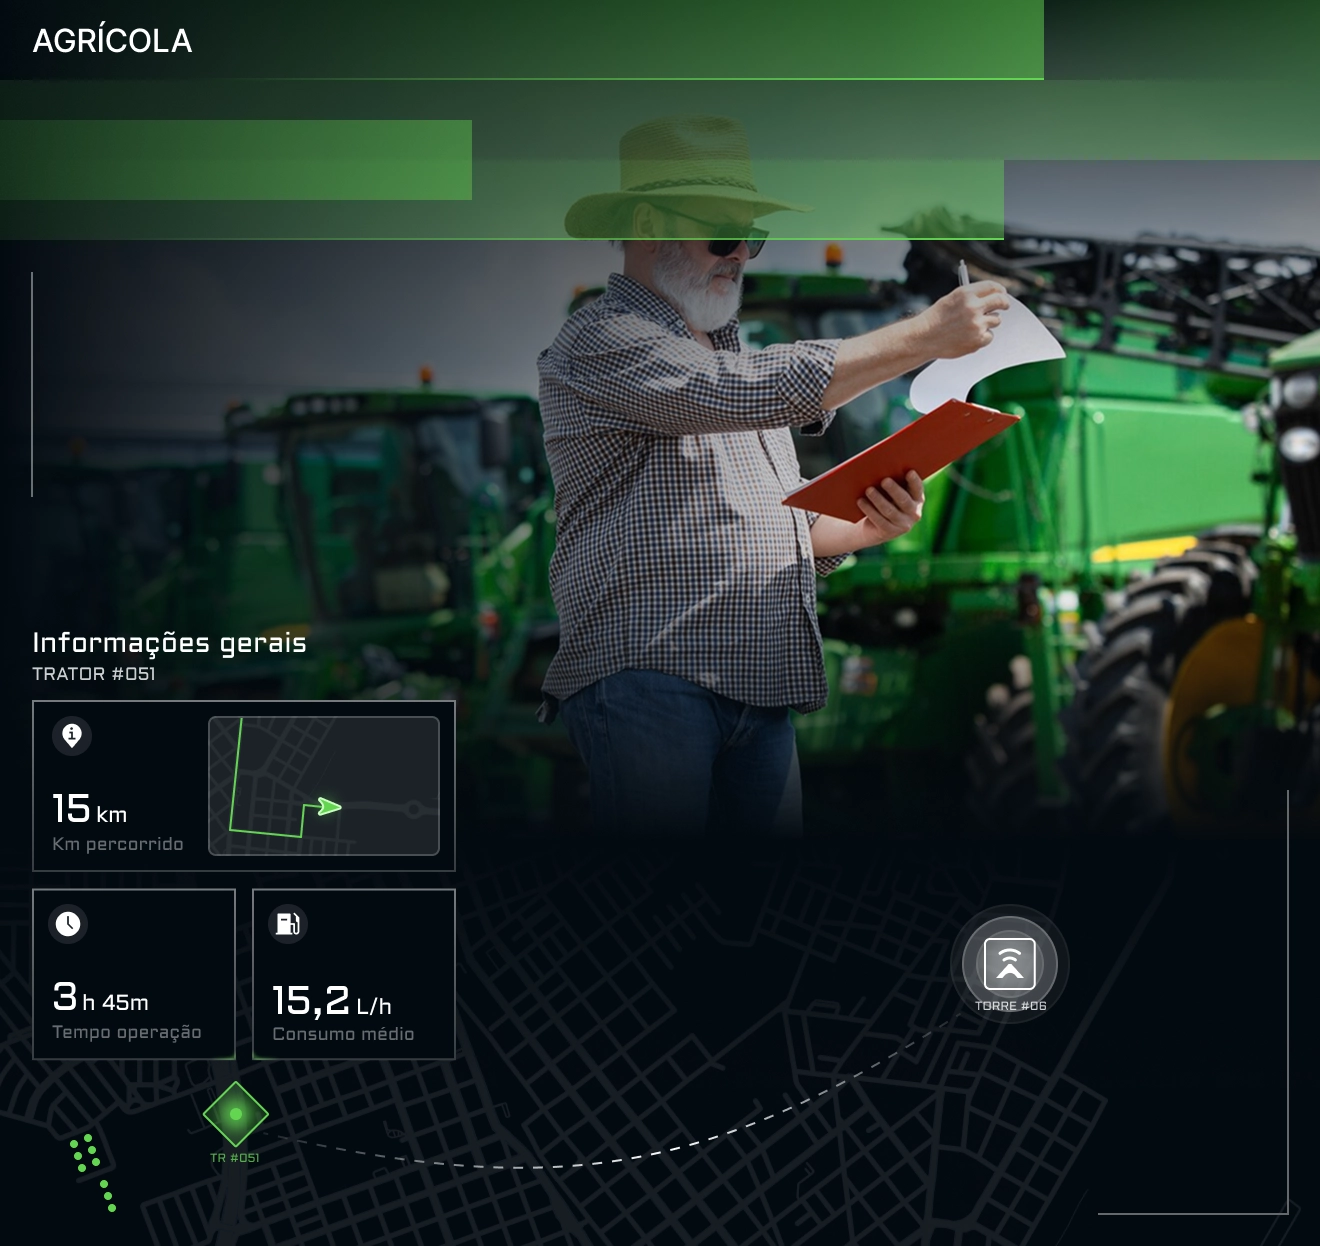 AGRÍCOLA
Informações gerais
TRATOR #051
15 km
Km percorrido
3 h 45m
Tempo operação
15,2 L/h
Consumo médio
TORRE #06
TR #051